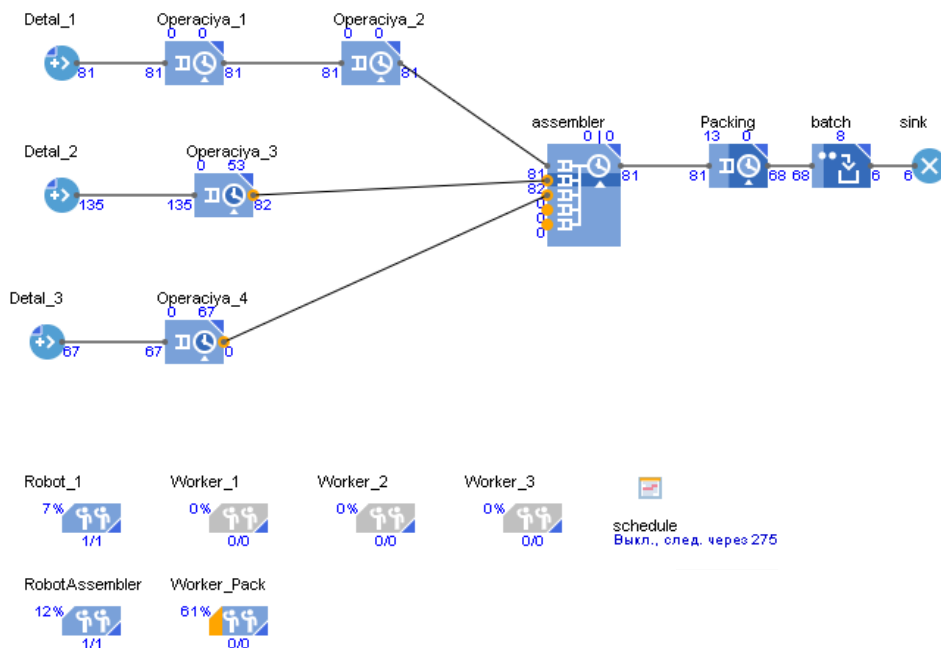 Detal_1 Operaciya_1 Operaciya_2
0 0 0 0
81 81 81 81 81
assembler Packing batch sink
0 | 0 13 0 8
Detal_2 Operaciya_3
0 53
81 81 81 68 68 6 6
82
135 135 82
0
0
0
Detal_3 Operaciya_4
0 67
67 67 0
Robot_1 Worker_1 Worker_2 Worker_3
7% 0% 0% 0%
1/1 0/0 0/0 0/0
schedule
Выкл., след. через 275
RobotAssembler Worker_Pack
12% 61%
1/1 0/0